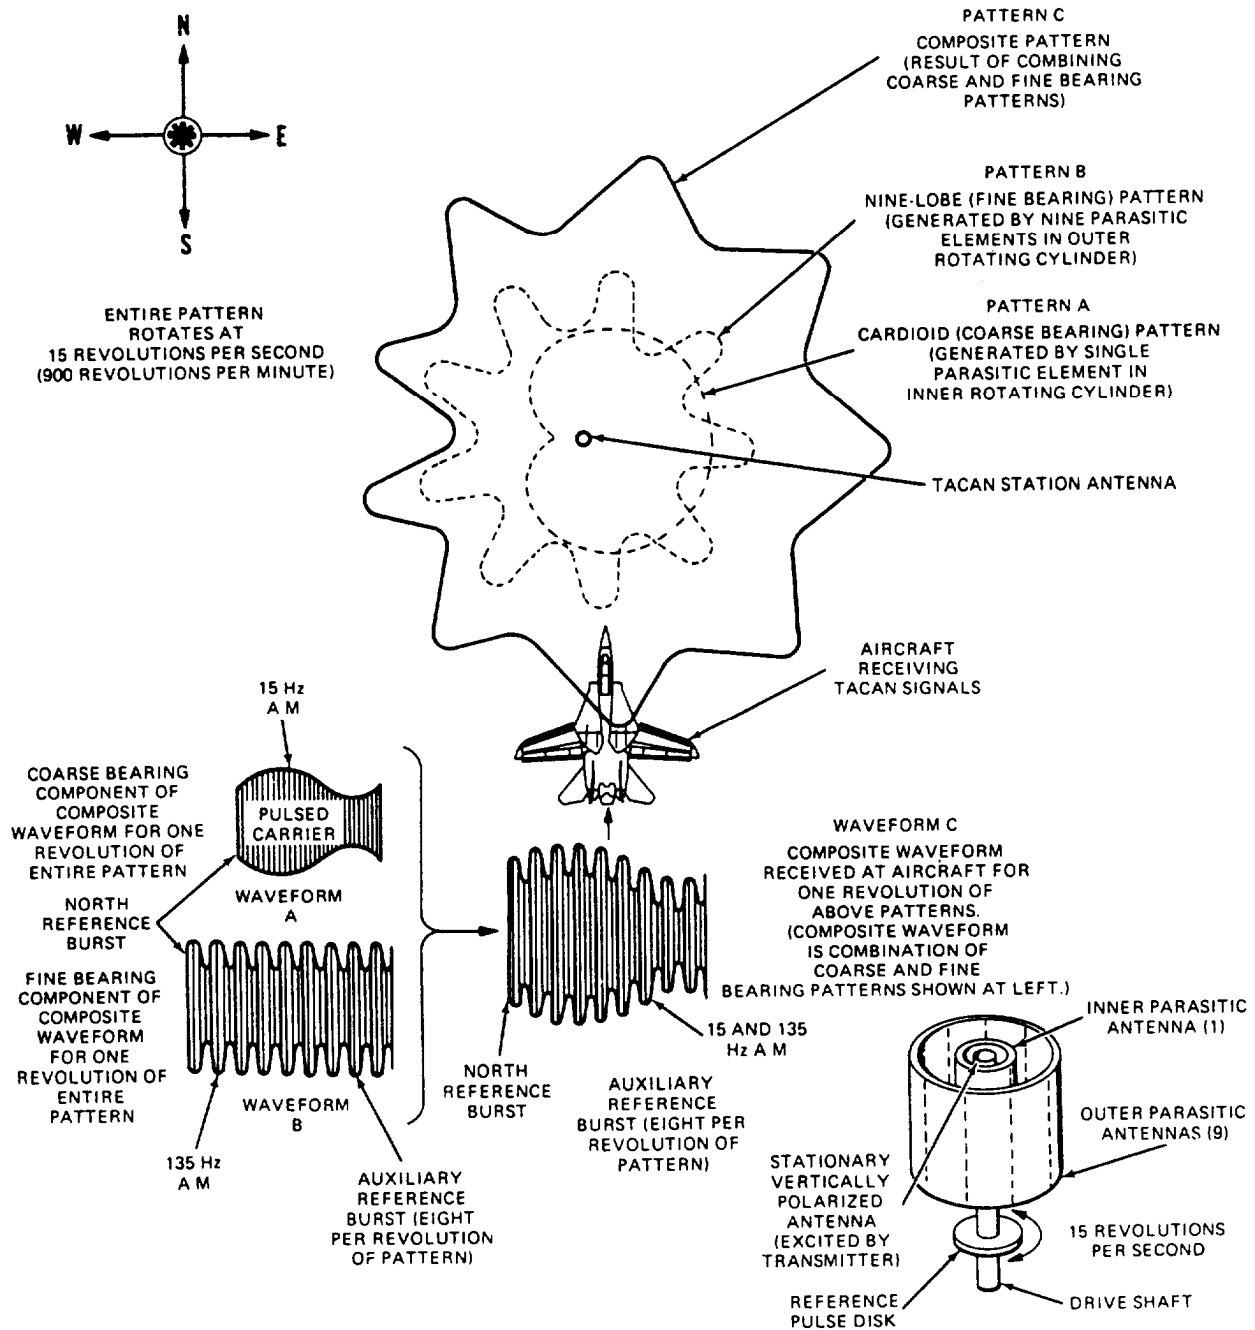 N
W
E
S
ENTIRE PATTERN
ROTATES AT
15 REVOLUTIONS PER SECOND
(900 REVOLUTIONS PER MINUTE)
PATTERN C
COMPOSITE PATTERN
(RESULT OF COMBINING
COARSE AND FINE BEARING
PATTERNS)
PATTERN B
NINE-LOBE (FINE BEARING) PATTERN
(GENERATED BY NINE PARASITIC
ELEMENTS IN OUTER
ROTATING CYLINDER)
PATTERN A
CARDIOID (COARSE BEARING) PATTERN
(GENERATED BY SINGLE
PARASITIC ELEMENT IN
INNER ROTATING CYLINDER)
TACAN STATION ANTENNA
AIRCRAFT
RECEIVING
TACAN SIGNALS
15 Hz
A M
COARSE BEARING
COMPONENT OF
COMPOSITE
WAVEFORM FOR ONE
REVOLUTION OF
ENTIRE PATTERN
PULSED
CARRIER
WAVEFORM
A
NORTH
REFERENCE
BURST
FINE BEARING
COMPONENT OF
COMPOSITE
WAVEFORM
FOR ONE
REVOLUTION OF
ENTIRE
PATTERN
WAVEFORM
B
135 Hz
A M
AUXILIARY
REFERENCE
BURST (EIGHT
PER REVOLUTION
OF PATTERN)
WAVEFORM C
COMPOSITE WAVEFORM
RECEIVED AT AIRCRAFT FOR
ONE REVOLUTION OF
ABOVE PATTERNS.
(COMPOSITE WAVEFORM
IS COMBINATION OF
COARSE AND FINE
BEARING PATTERNS SHOWN AT LEFT.)
15 AND 135
Hz A M
NORTH
REFERENCE
BURST
AUXILIARY
REFERENCE
BURST (EIGHT PER
REVOLUTION OF
PATTERN)
INNER PARASITIC
ANTENNA (1)
OUTER PARASITIC
ANTENNAS (9)
STATIONARY
VERTICALLY
POLARIZED
ANTENNA
(EXCITED BY
TRANSMITTER)
15 REVOLUTIONS
PER SECOND
REFERENCE
PULSE DISK
DRIVE SHAFT